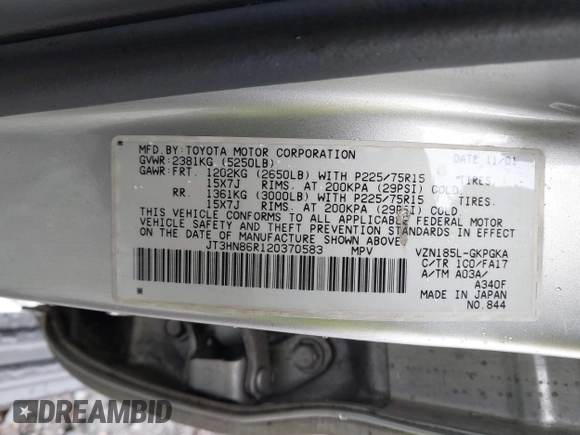 MFD. BY: TOYOTA MOTOR CORPORATION DATE 11/01
GVWR: 2381KG (5250LB)
GAWR: FRT. 1202KG (2650LB) WITH P225/75R15 TIRES.
15X7J RIMS. AT 200KPA (29PSI) COLD
RR. 1361KG (3000LB) WITH P225/75R15 TIRES.
15X7J RIMS. AT 200KPA (29PSI) COLD.
THIS VEHICLE CONFORMS TO ALL APPLICABLE FEDERAL MOTOR
VEHICLE SAFETY AND THEFT PREVENTION STANDARDS IN EFFECT
ON THE DATE OF MANUFACTURE SHOWN ABOVE.
JT3HN86R120370583 MPV VZN185L-GKPGKA
C/TR 1C0/FA17
A/TM A03A/
A340F
MADE IN JAPAN
NO. 844
DREAMBID